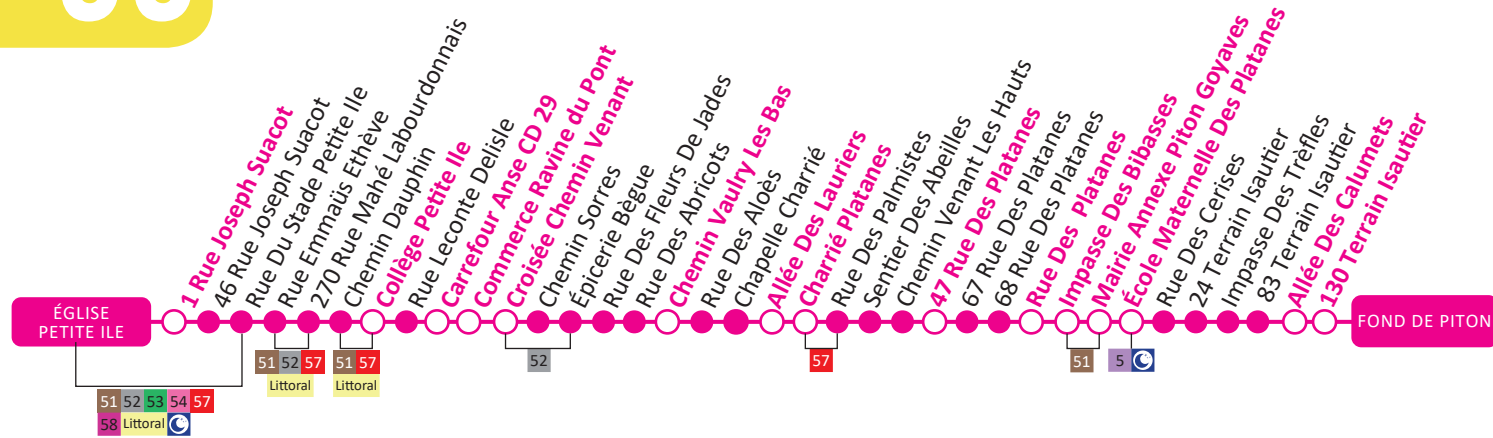 ÉGLISE
PETITE ILE
1 Rue Joseph Suacot
46 Rue Joseph Suacot
Rue Du Stade Petite Ile
Rue Emmaüs Ethève
270 Rue Mahé Labourdonnais
Chemin Dauphin
Collège Petite Ile
Rue Leconte Delisle
Carrefour Anse CD 29
Commerce Ravine du Pont
Croisée Chemin Venant
Chemin Sorres
Épicerie Bègue
Rue Des Fleurs De Jades
Rue Des Abricots
Chemin Vaulry Les Bas
Rue Des Aloès
Chapelle Charrié
Allée Des Lauriers
Charrié Platanes
Rue Des Palmistes
Sentier Des Abeilles
Chemin Venant Les Hauts
47 Rue Des Platanes
67 Rue Des Platanes
68 Rue Des Platanes
Rue Des Platanes
Impasse Des Bibasses
Mairie Annexe Piton Goyaves
École Maternelle Des Platanes
Rue Des Cerises
24 Terrain Isautier
Impasse Des Trèfles
83 Terrain Isautier
Allée Des Calumets
130 Terrain Isautier
FOND DE PITON
51 52 57
Littoral
51 57
Littoral
52
57
51
5
51 52 53 54 57
58 Littoral